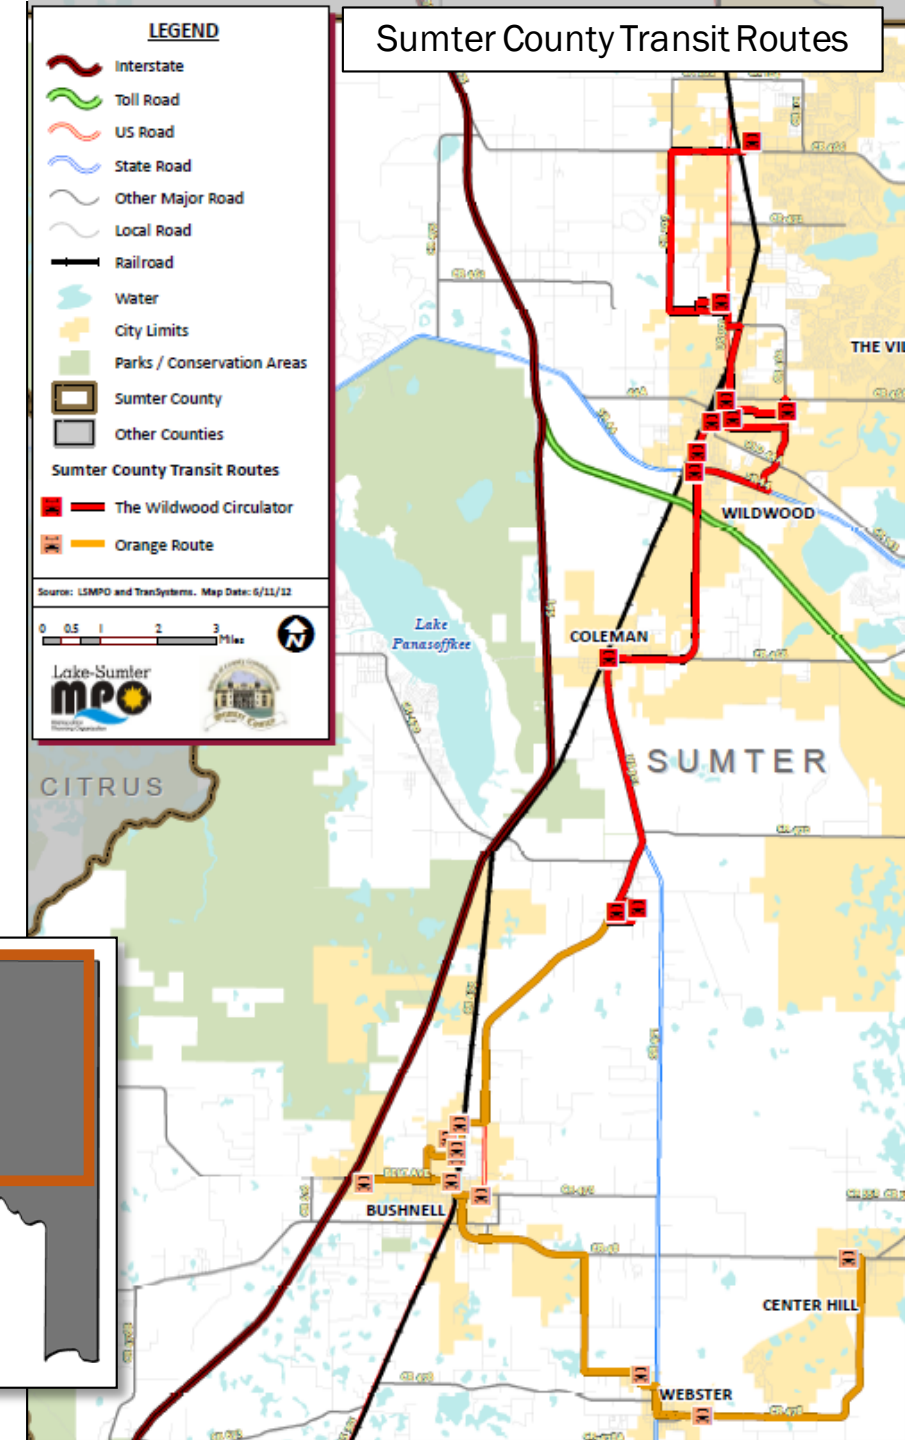 Sumter County Transit Routes
LEGEND
Interstate
Toll Road
US Road
State Road
Other Major Road
Local Road
Railroad
Water
City Limits
Parks / Conservation Areas
Sumter County
Other Counties
Sumter County Transit Routes
The Wildwood Circulator
Orange Route
Source: LSMPO and TranSystems. Map Date: 6/11/12
0 0.5 1 2 3
Miles
N
Lake-Sumter
MPO
THE VIL
WILDWOOD
Lake
Panasoffkee
COLEMAN
SUMTER
CITRUS
BUSHNELL
CENTER HILL
WEBSTER